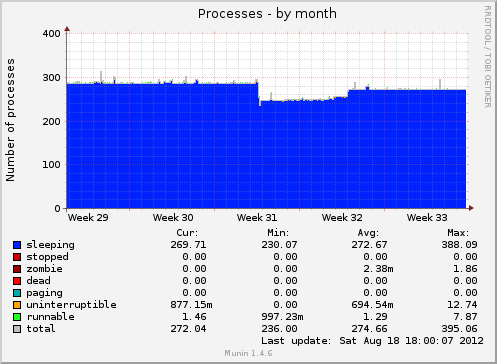 Processes - by month
RRDTOOL / TOBI OETIKER
Number of processes
400
300
200
100
0
Week 29 Week 30 Week 31 Week 32 Week 33
Cur: Min: Avg: Max:
sleeping 269.71 230.07 272.67 388.09
stopped 0.00 0.00 0.00 0.00
zombie 0.00 0.00 2.38m 1.86
dead 0.00 0.00 0.00 0.00
paging 0.00 0.00 0.00 0.00
uninterruptible 877.15m 0.00 694.54m 12.74
runnable 1.46 997.23m 1.29 7.87
total 272.04 236.00 274.66 395.06
Last update: Sat Aug 18 18:00:07 2012
Munin 1.4.6